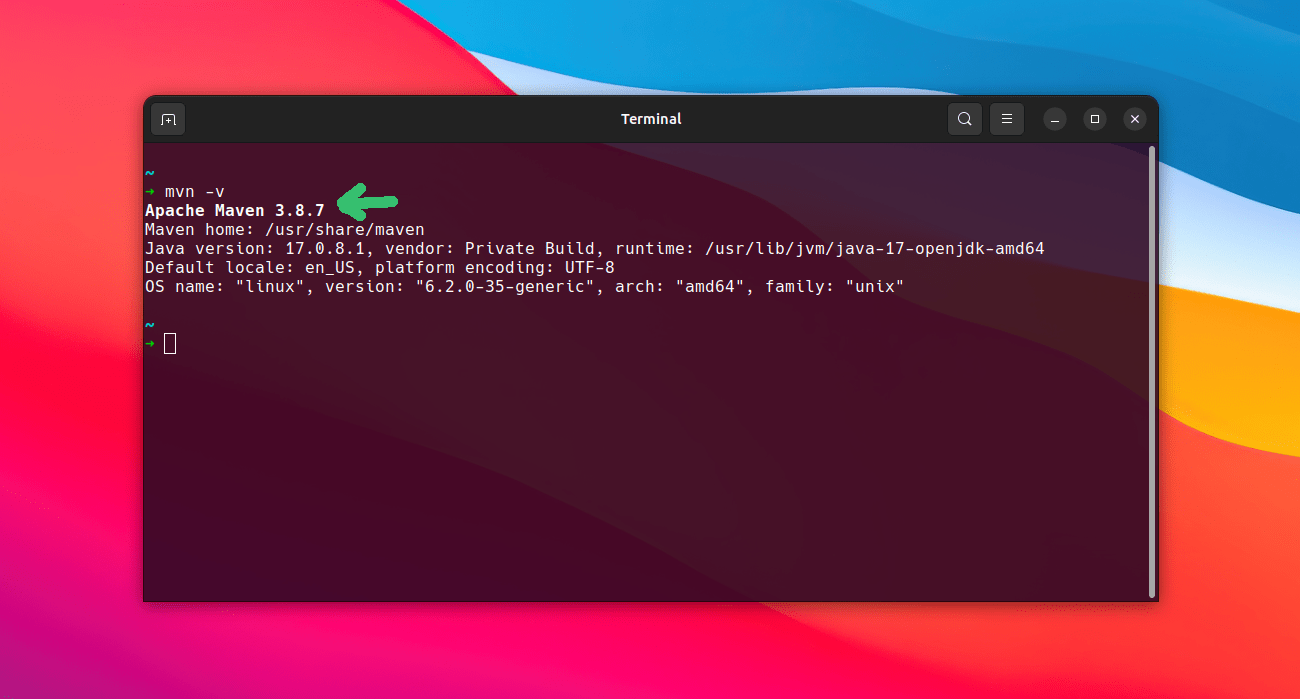 Terminal
~
→ mvn -v
Apache Maven 3.8.7
Maven home: /usr/share/maven
Java version: 17.0.8.1, vendor: Private Build, runtime: /usr/lib/jvm/java-17-openjdk-amd64
Default locale: en_US, platform encoding: UTF-8
OS name: "linux", version: "6.2.0-35-generic", arch: "amd64", family: "unix"
~
→